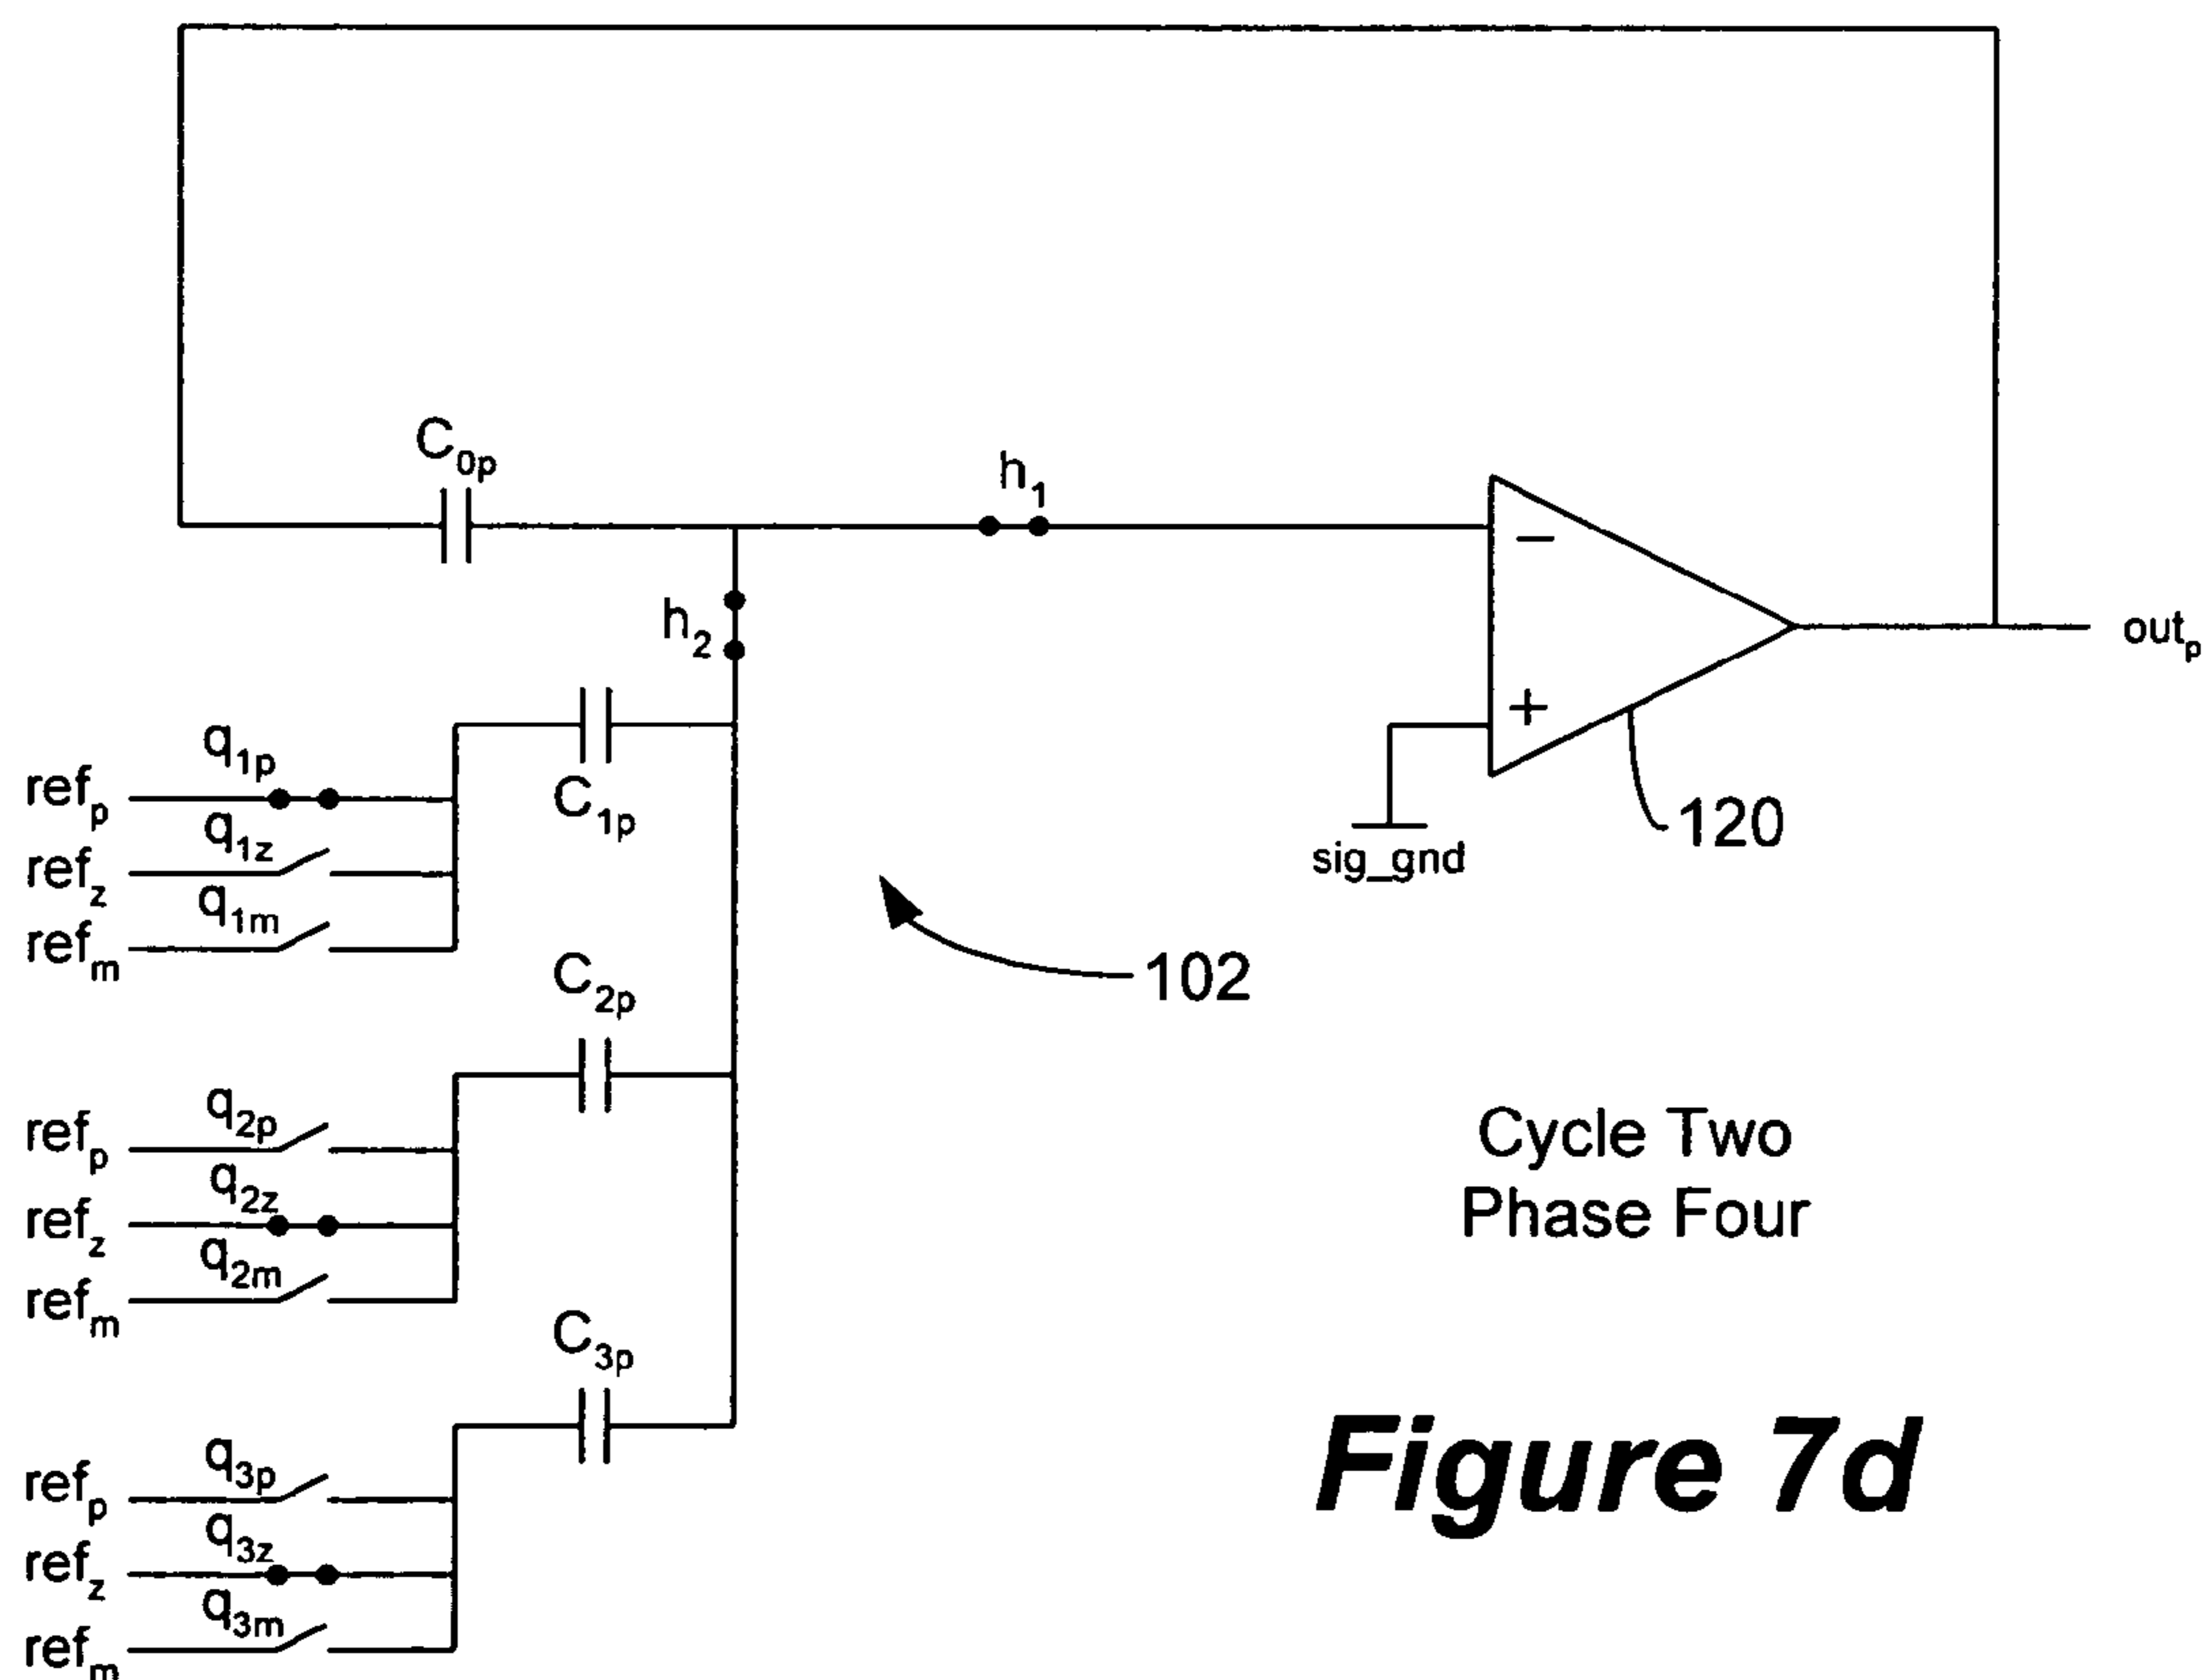 C0p
h1
h2
−
+
outp
120
sig_gnd
q1p
refp
C1p
q1z
refz
q1m
refm
102
C2p
q2p
refp
q2z
refz
q2m
refm
Cycle Two
Phase Four
C3p
q3p
refp
q3z
refz
q3m
refm
Figure 7d